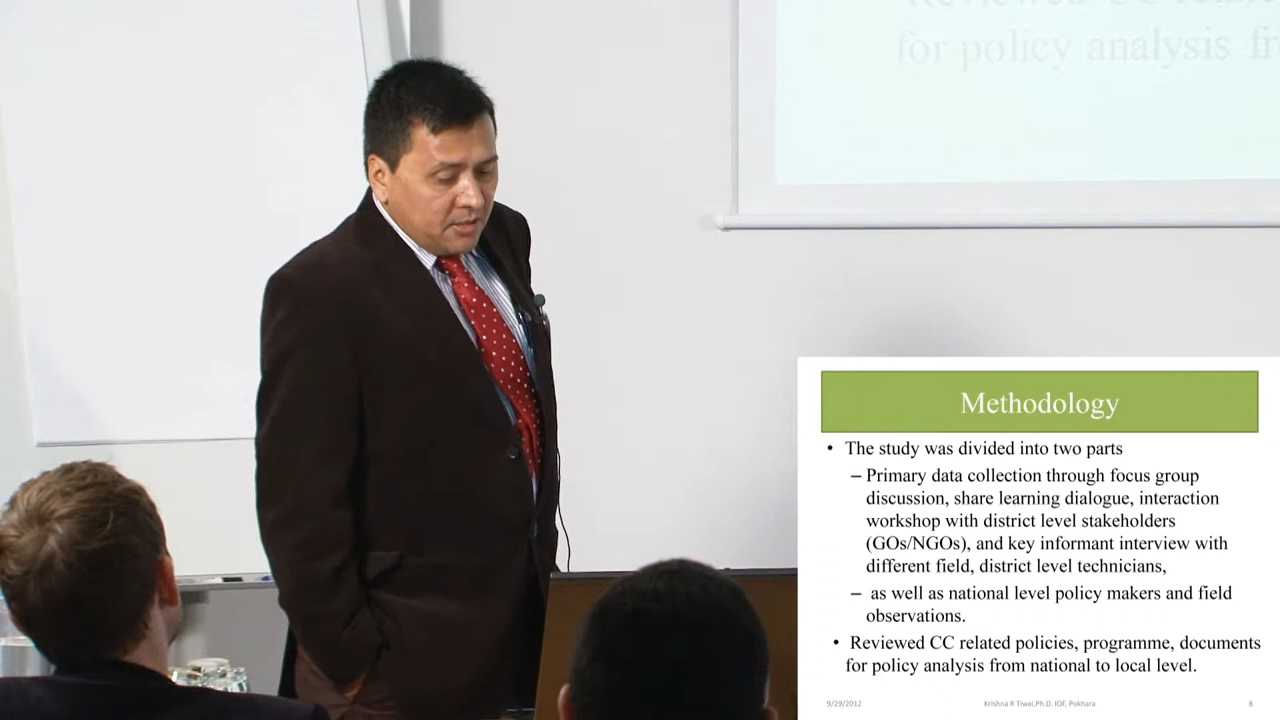 Reviewed CC
for policy analysis
Methodology
• The study was divided into two parts
– Primary data collection through focus group
discussion, share learning dialogue, interaction
workshop with district level stakeholders
(GOs/NGOs), and key informant interview with
different field, district level technicians,
– as well as national level policy makers and field
observations.
• Reviewed CC related policies, programme, documents
for policy analysis from national to local level.
9/29/2012
Krishna R Tiwai,Ph.D. IOF, Pokhara
8